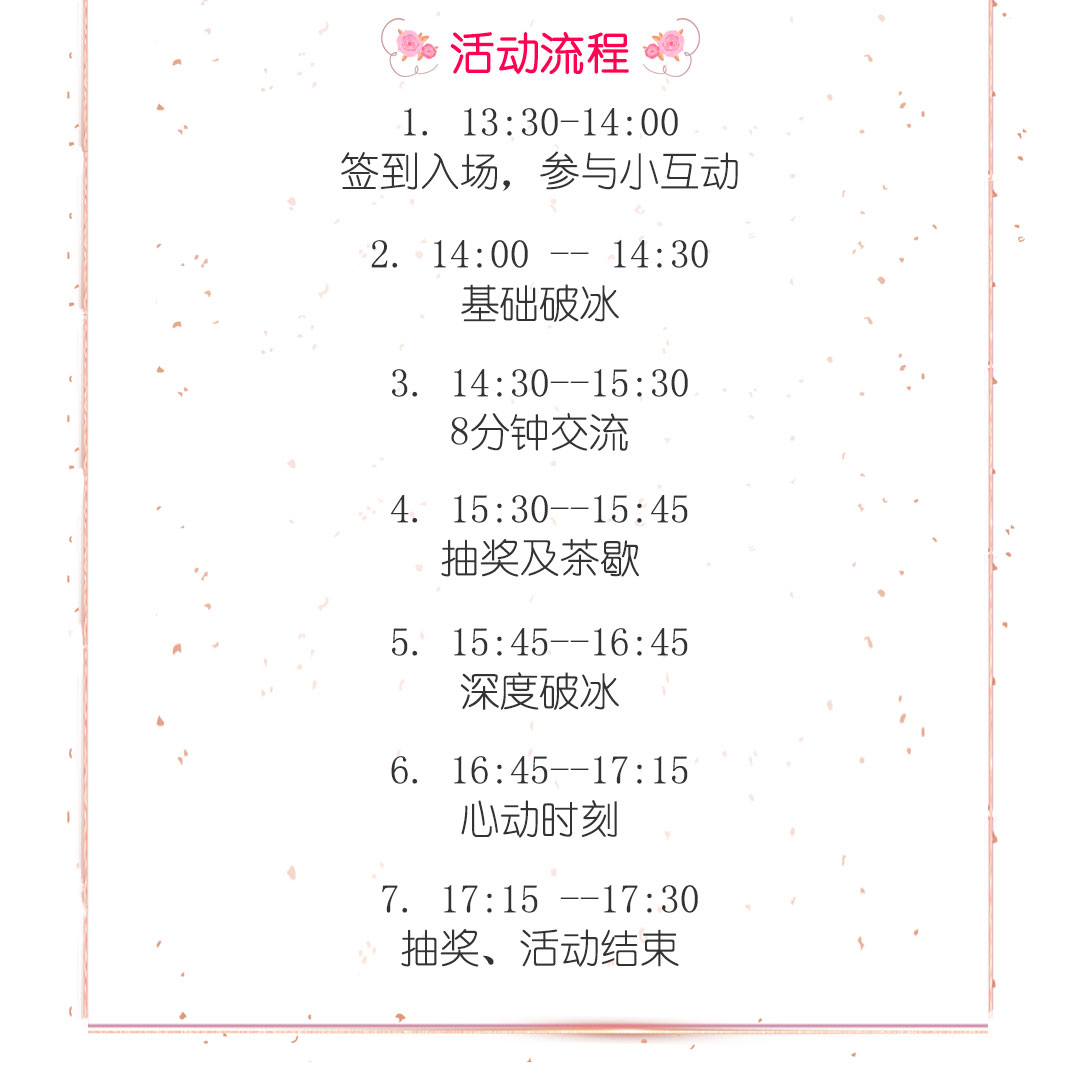 活动流程
1. 13:30-14:00
签到入场，参与小互动
2. 14:00 -- 14:30
基础破冰
3. 14:30--15:30
8分钟交流
4. 15:30--15:45
抽奖及茶歇
5. 15:45--16:45
深度破冰
6. 16:45--17:15
心动时刻
7. 17:15 --17:30
抽奖、活动结束